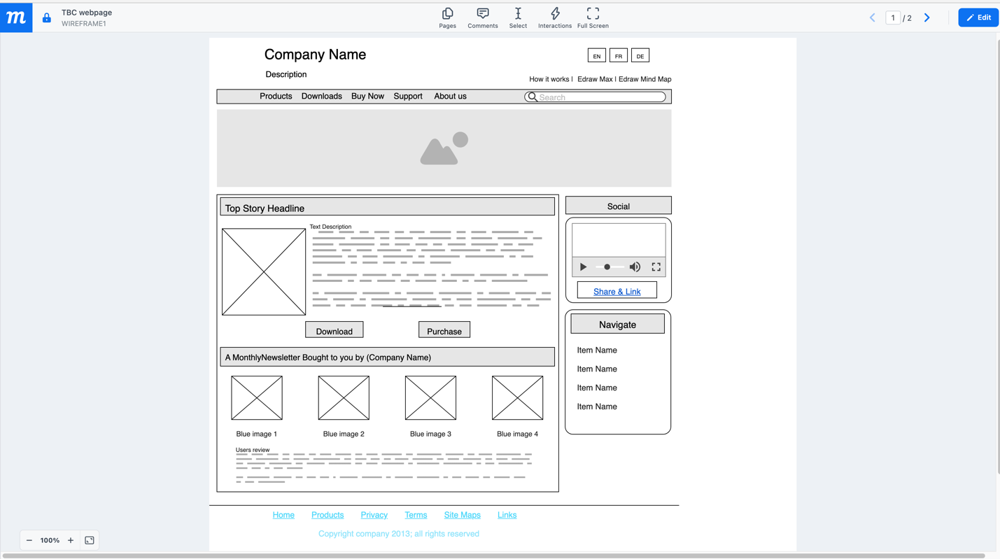 m
TBC webpage
WIREFRAME1
Pages Comments Select Interactions Full Screen
1 / 2
Edit
Company Name
EN FR DE
Description
How it works | Edraw Max | Edraw Mind Map
Products Downloads Buy Now Support About us
Search
Top Story Headline
Social
Text Description
Share & Link
Download Purchase
Navigate
A MonthlyNewsletter Bought to you by (Company Name)
Item Name
Item Name
Item Name
Item Name
Blue image 1 Blue image 2 Blue image 3 Blue image 4
Users review
Home Products Privacy Terms Site Maps Links
Copyright company 2013; all rights reserved
− 100% +